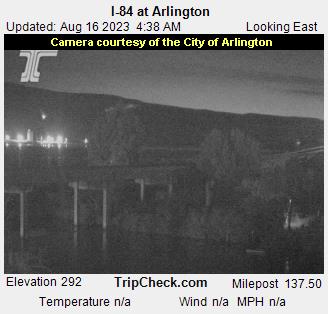 I-84 at Arlington
Updated: Aug 16 2023 4:38 AM Looking East
Camera courtesy of the City of Arlington
Elevation 292 TripCheck.com Milepost 137.50
Temperature n/a Wind n/a MPH n/a